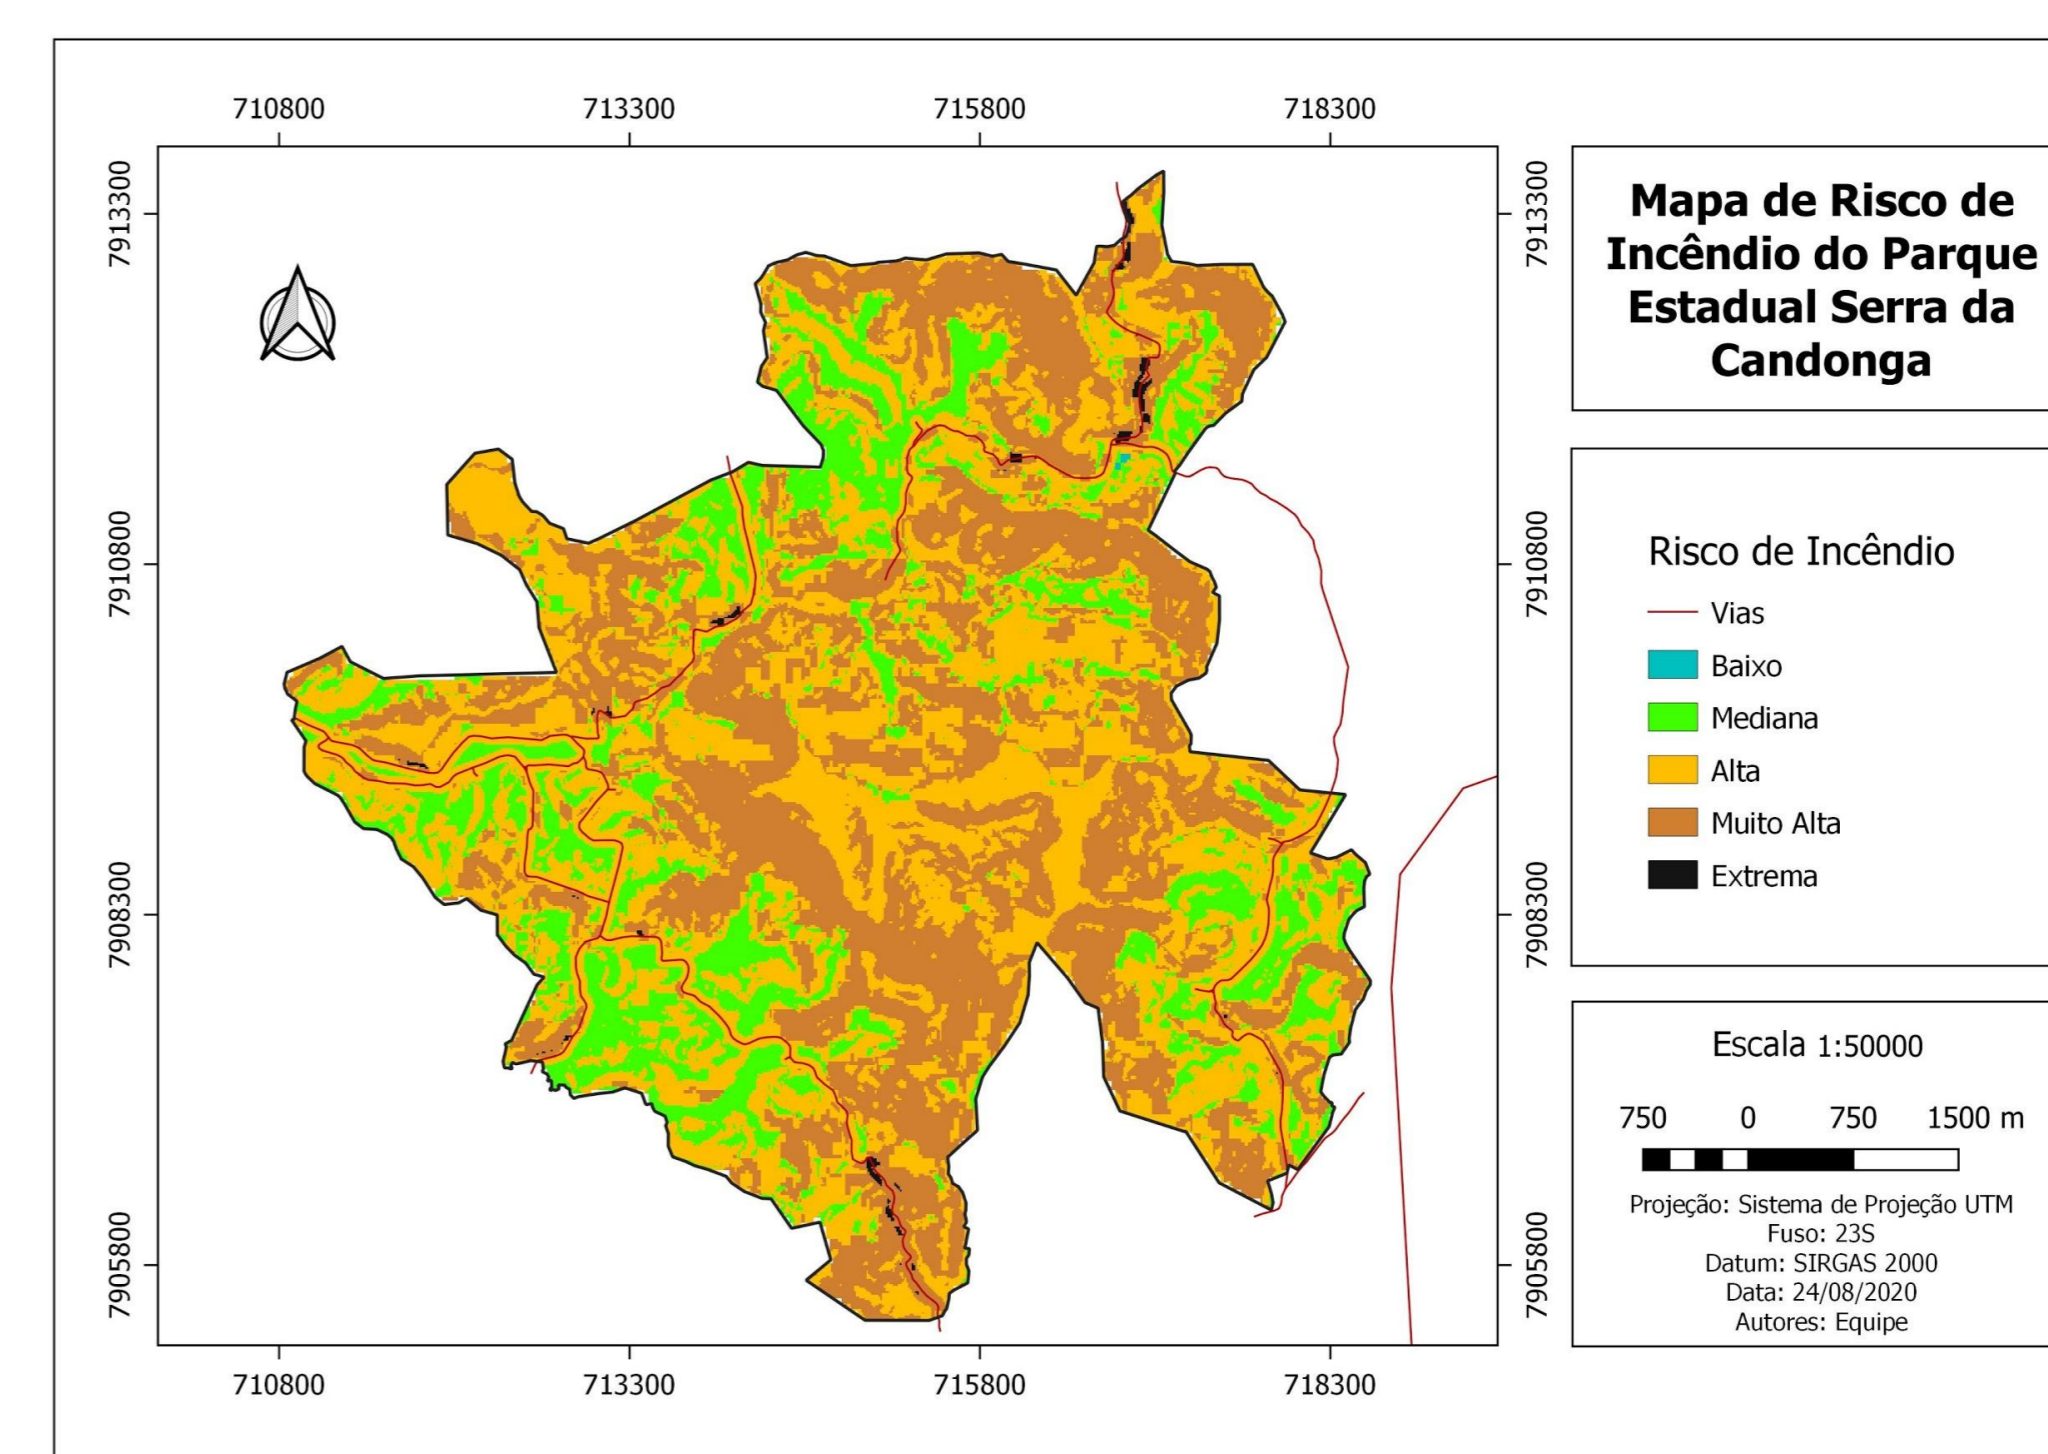 710800 713300 715800 718300
7913300
7910800
7908300
7905800
7913300
7910800
7908300
7905800
710800 713300 715800 718300
Mapa de Risco de
Incêndio do Parque
Estadual Serra da
Candonga
Risco de Incêndio
Vias
Baixo
Mediana
Alta
Muito Alta
Extrema
Escala 1:50000
750 0 750 1500 m
Projeção: Sistema de Projeção UTM
Fuso: 23S
Datum: SIRGAS 2000
Data: 24/08/2020
Autores: Equipe